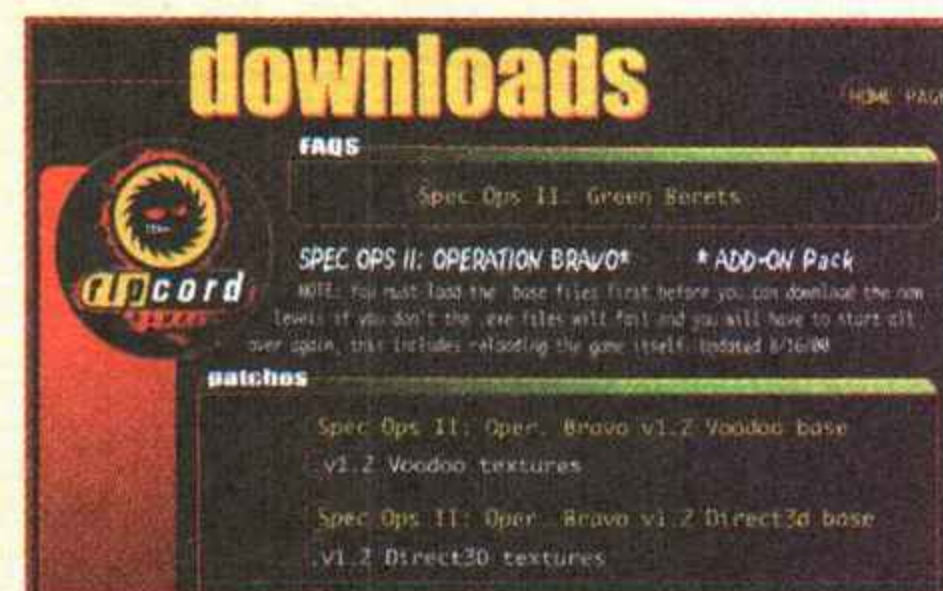 downloads
HOME PAGE
FAQS
Spec Ops II: Green Berets
SPEC OPS II: OPERATION BRAVO* * ADD-ON Pack
NOTE: You must load the base files first before you can download the
levels if you don't the .exe files will fail and you will have to start all
over again, this includes reloading the game itself. Updated 8/16/00
ripcord
games
patches
Spec Ops II: Oper. Bravo v1.2 Voodoo base
.v1.2 Voodoo textures
Spec Ops II: Oper. Bravo v1.2 Direct3d base
.v1.2 Direct3D textures